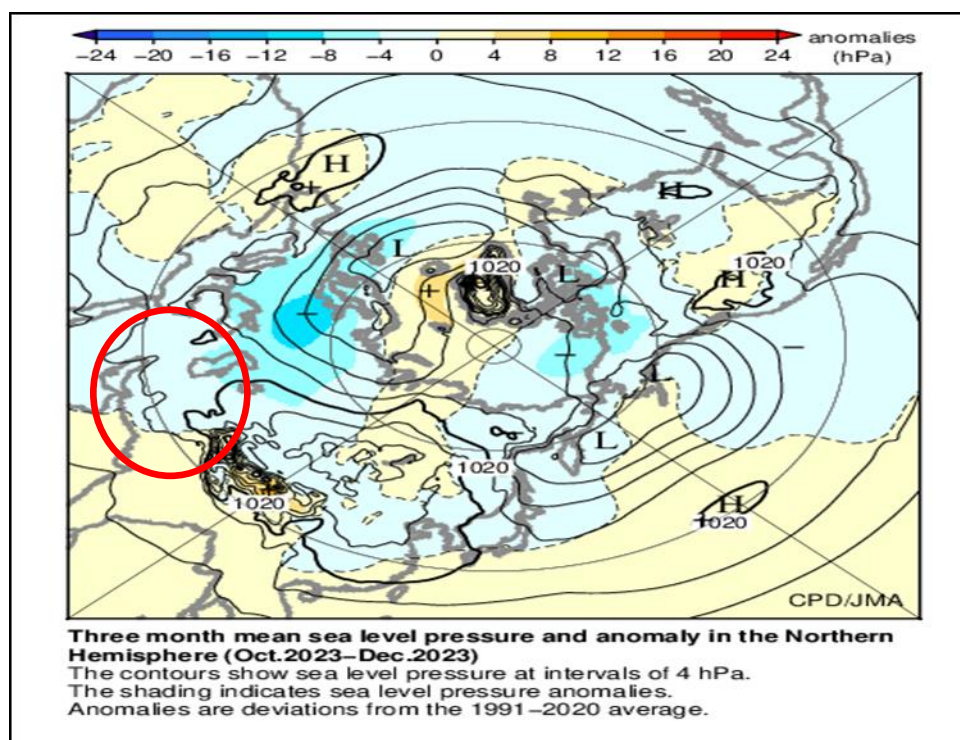 anomalies
−24 −20 −16 −12 −8 −4 0 4 8 12 16 20 24 (hPa)
−
H
+
H
L
1020
1020
L
H
+
−
−
−
L
L
1020
1020
H
+
1020
CPD/JMA
Three month mean sea level pressure and anomaly in the Northern
Hemisphere (Oct.2023−Dec.2023)
The contours show sea level pressure at intervals of 4 hPa.
The shading indicates sea level pressure anomalies.
Anomalies are deviations from the 1991−2020 average.